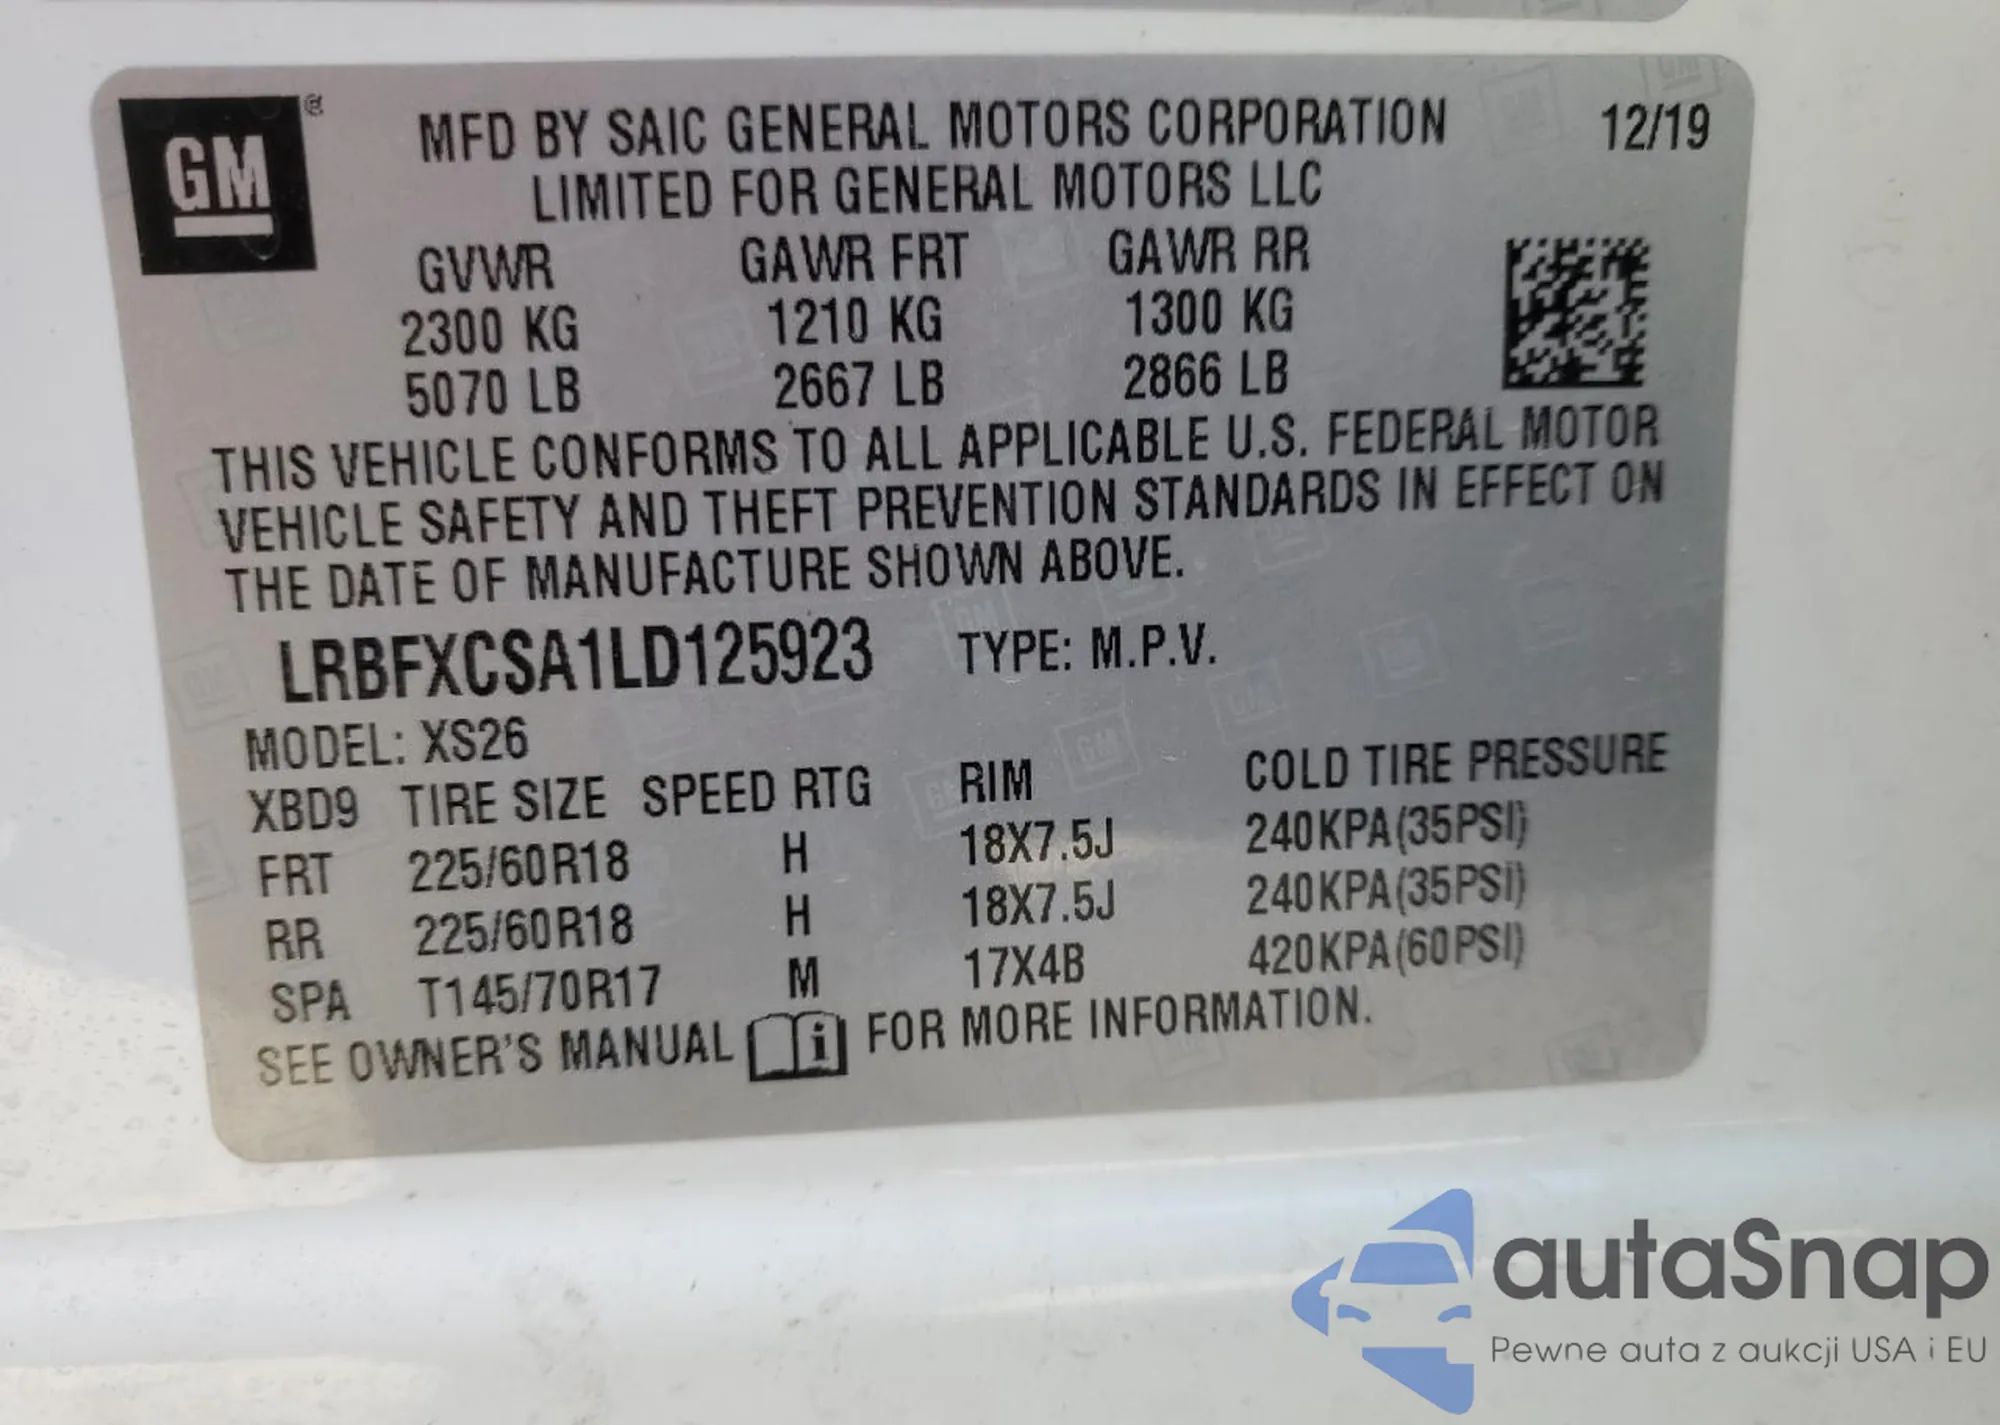 GM
MFD BY SAIC GENERAL MOTORS CORPORATION 12/19
LIMITED FOR GENERAL MOTORS LLC
GVWR GAWR FRT GAWR RR
2300 KG 1210 KG 1300 KG
5070 LB 2667 LB 2866 LB
THIS VEHICLE CONFORMS TO ALL APPLICABLE U.S. FEDERAL MOTOR
VEHICLE SAFETY AND THEFT PREVENTION STANDARDS IN EFFECT ON
THE DATE OF MANUFACTURE SHOWN ABOVE.
LRBFXCSA1LD125923 TYPE: M.P.V.
MODEL: XS26
XBD9 TIRE SIZE SPEED RTG RIM COLD TIRE PRESSURE
FRT 225/60R18 H 18X7.5J 240KPA(35PSI)
RR 225/60R18 H 18X7.5J 240KPA(35PSI)
SPA T145/70R17 M 17X4B 420KPA(60PSI)
SEE OWNER'S MANUAL i FOR MORE INFORMATION.
autaSnap
Pewne auta z aukcji USA i EU